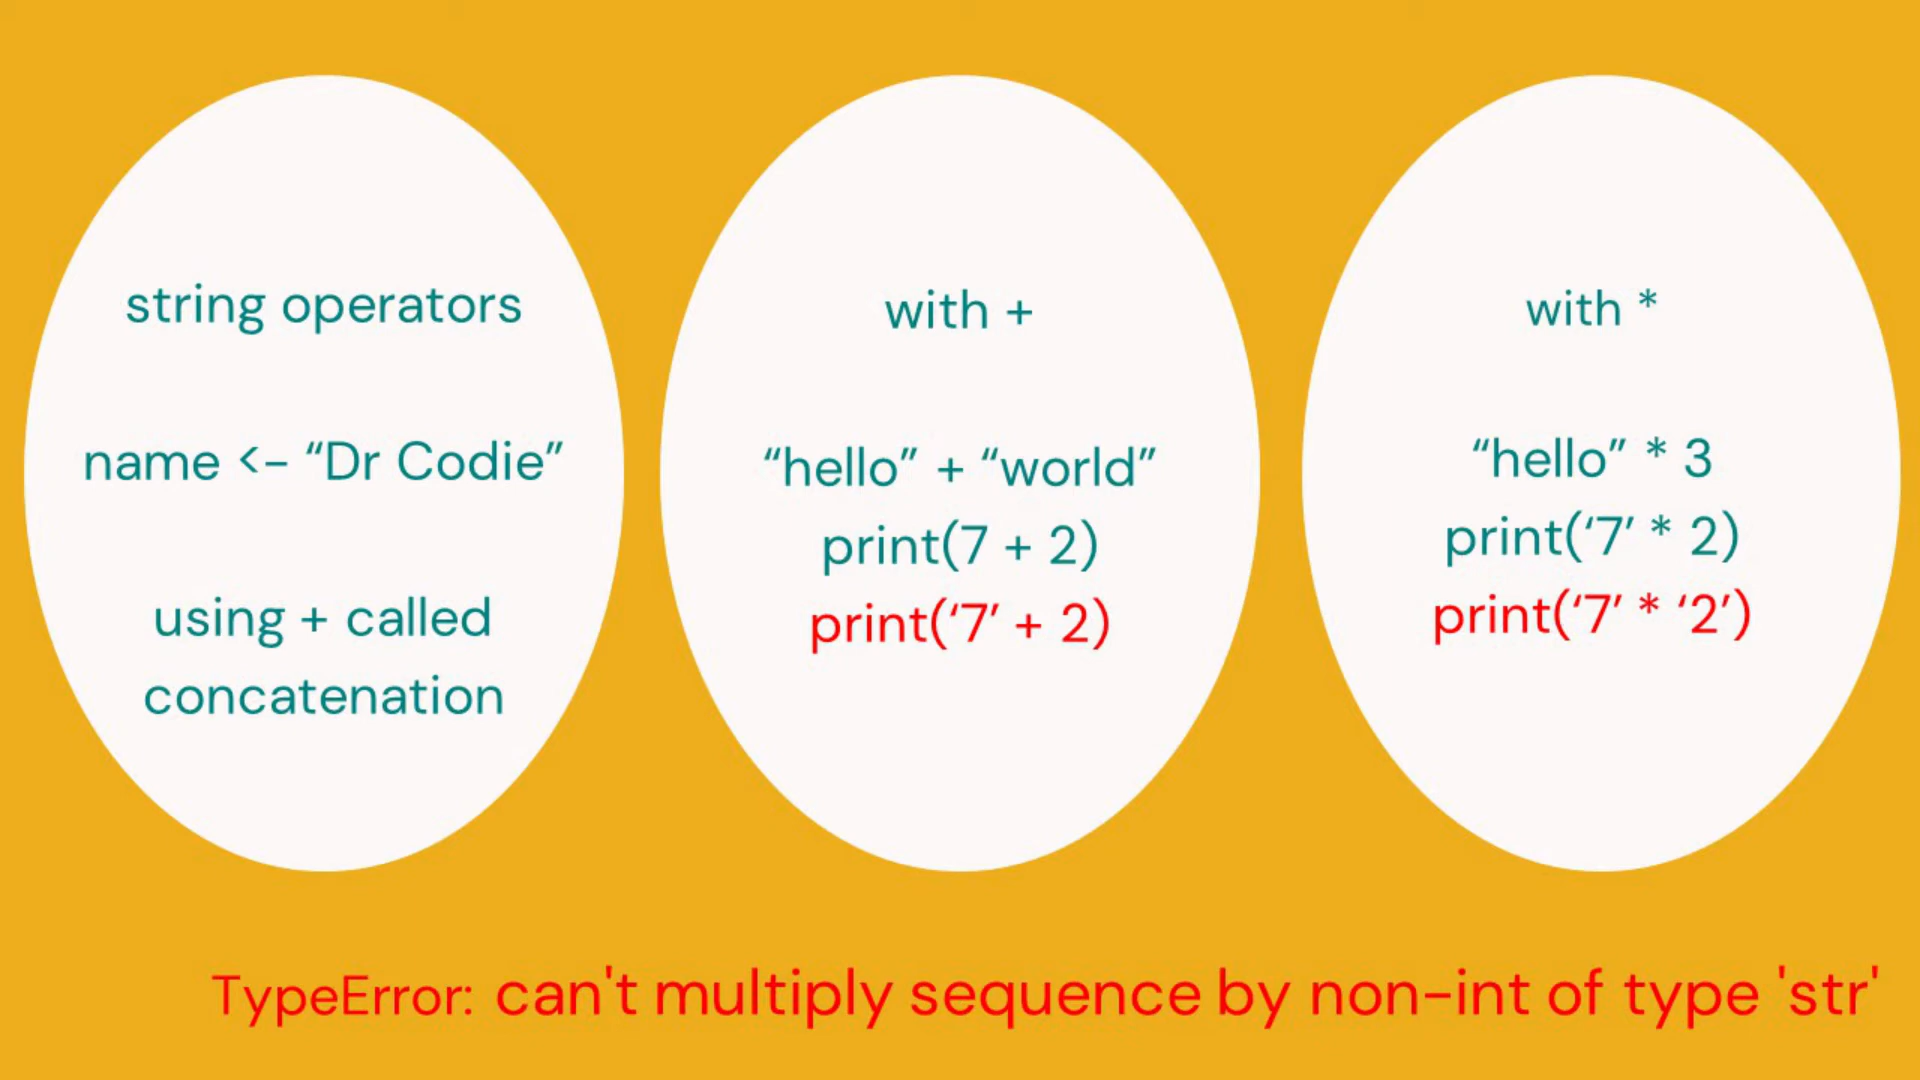 string operators
name <- “Dr Codie”
using + called
concatenation
with +
“hello” + “world”
print(7 + 2)
print(‘7’ + 2)
with *
“hello” * 3
print(‘7’ * 2)
print(‘7’ * ‘2’)
TypeError: can't multiply sequence by non-int of type 'str'